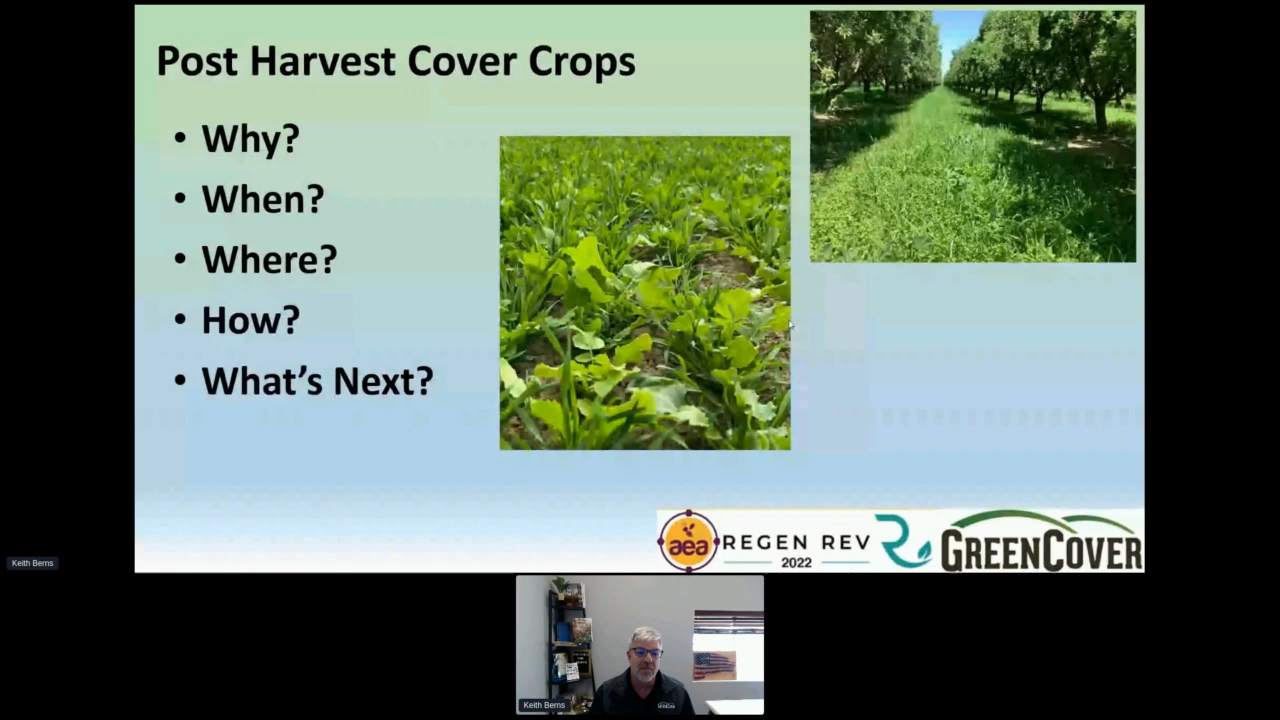 Post Harvest Cover Crops
• Why?
• When?
• Where?
• How?
• What's Next?
aea
REGEN REV
2022
GREENCOVER
Keith Berns
Keith Berns